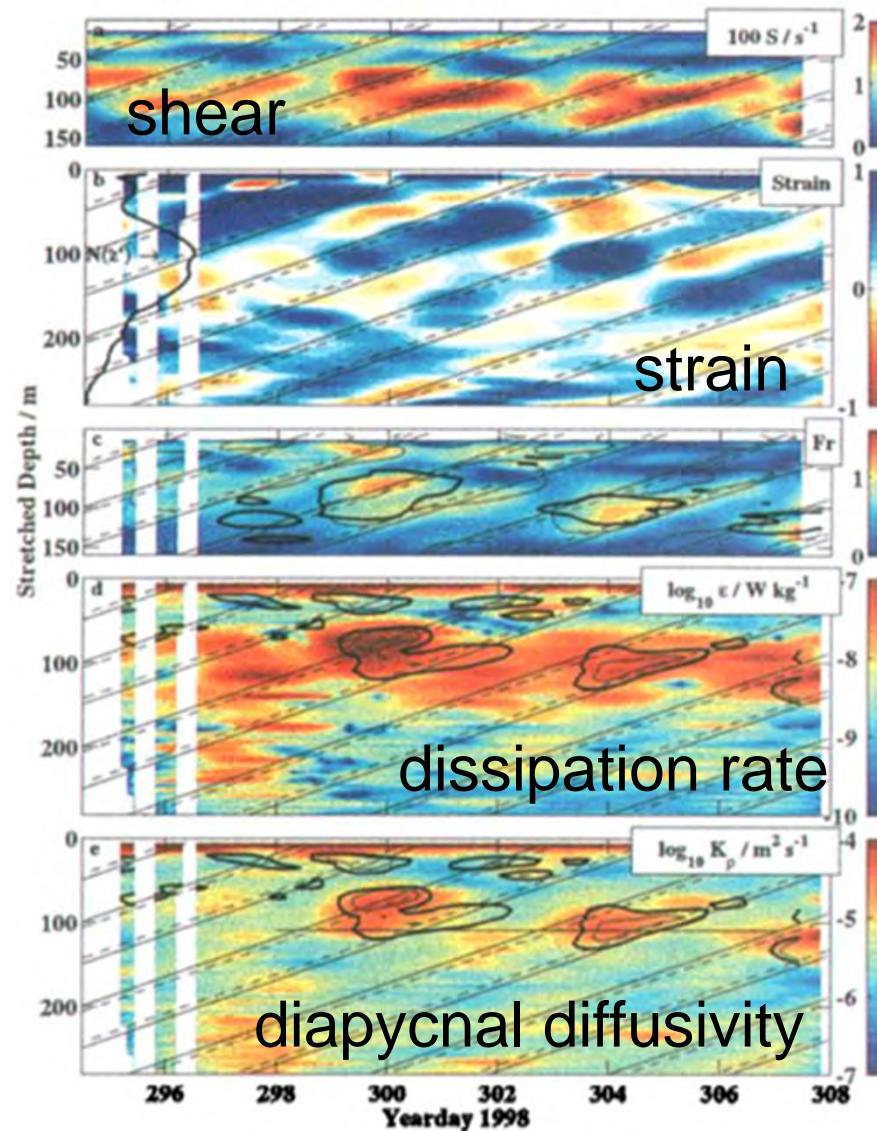 a
100 S / s⁻¹
2
1
0
50
100
150
shear
b
Strain
1
0
-1
0
100
200
N(z')
strain
Stretched Depth / m
c
Fr
1
0
50
100
150
d
log₁₀ ε / W kg⁻¹
-7
-8
-9
-10
0
100
200
dissipation rate
e
log₁₀ Kρ / m² s⁻¹
-4
-5
-6
-7
0
100
200
diapycnal diffusivity
296 298 300 302 304 306 308
Yearday 1998